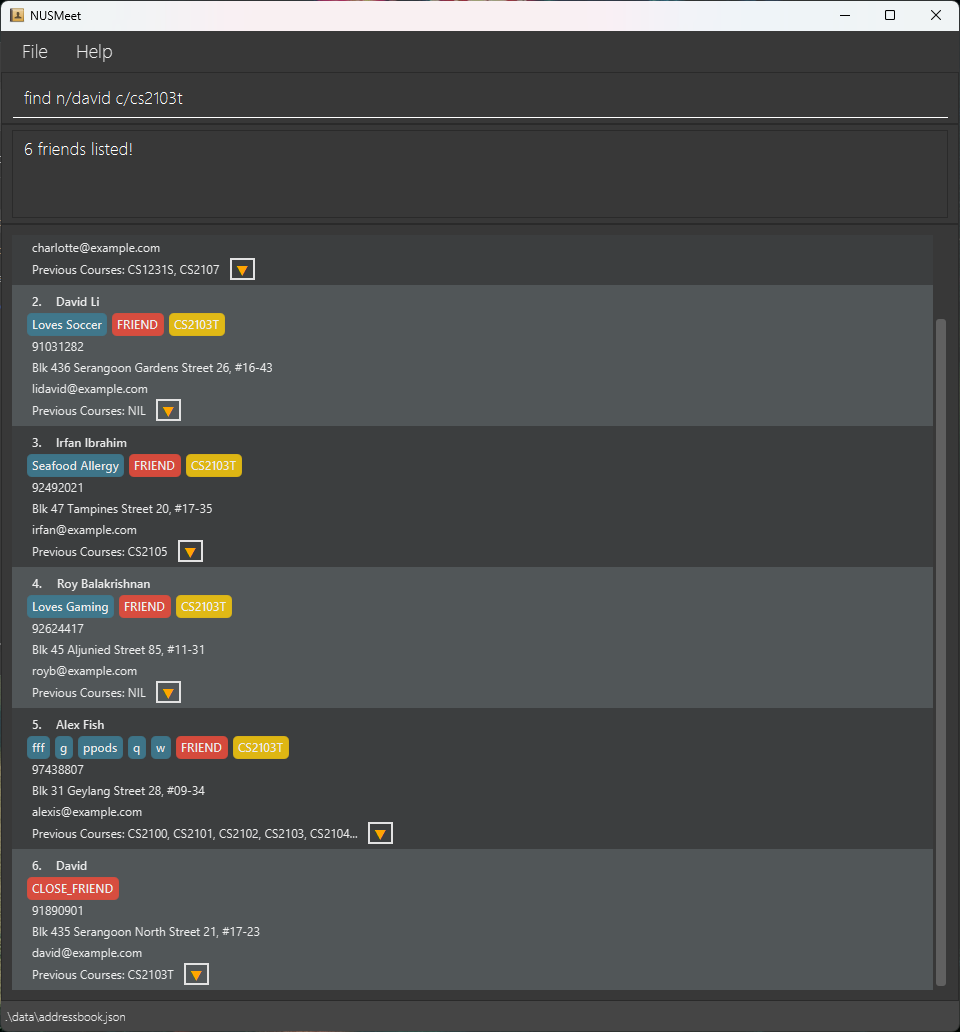 NUSMeet
File Help
find n/david c/cs2103t
6 friends listed!
charlotte@example.com
Previous Courses: CS1231S, CS2107
2. David Li
Loves Soccer FRIEND CS2103T
91031282
Blk 436 Serangoon Gardens Street 26, #16-43
lidavid@example.com
Previous Courses: NIL
3. Irfan Ibrahim
Seafood Allergy FRIEND CS2103T
92492021
Blk 47 Tampines Street 20, #17-35
irfan@example.com
Previous Courses: CS2105
4. Roy Balakrishnan
Loves Gaming FRIEND CS2103T
92624417
Blk 45 Aljunied Street 85, #11-31
royb@example.com
Previous Courses: NIL
5. Alex Fish
fff g ppods q w FRIEND CS2103T
97438807
Blk 31 Geylang Street 28, #09-34
alexis@example.com
Previous Courses: CS2100, CS2101, CS2102, CS2103, CS2104...
6. David
CLOSE_FRIEND
91890901
Blk 435 Serangoon North Street 21, #17-23
david@example.com
Previous Courses: CS2103T
.\data\addressbook.json